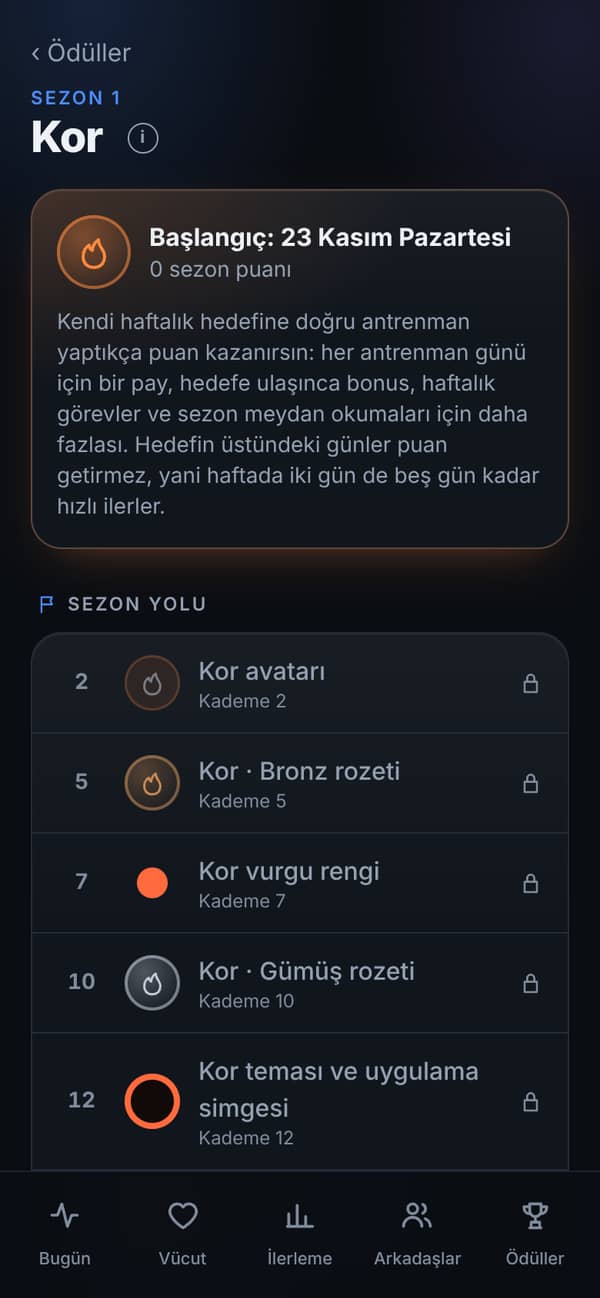 ‹ Ödüller
SEZON 1
Kor
i
Başlangıç: 23 Kasım Pazartesi
0 sezon puanı
Kendi haftalık hedefine doğru antrenman
yaptıkça puan kazanırsın: her antrenman günü
için bir pay, hedefe ulaşınca bonus, haftalık
görevler ve sezon meydan okumaları için daha
fazlası. Hedefin üstündeki günler puan
getirmez, yani haftada iki gün de beş gün kadar
hızlı ilerler.
SEZON YOLU
2
Kor avatarı
Kademe 2
5
Kor · Bronz rozeti
Kademe 5
7
Kor vurgu rengi
Kademe 7
10
Kor · Gümüş rozeti
Kademe 10
12
Kor teması ve uygulama
simgesi
Kademe 12
Bugün
Vücut
İlerleme
Arkadaşlar
Ödüller